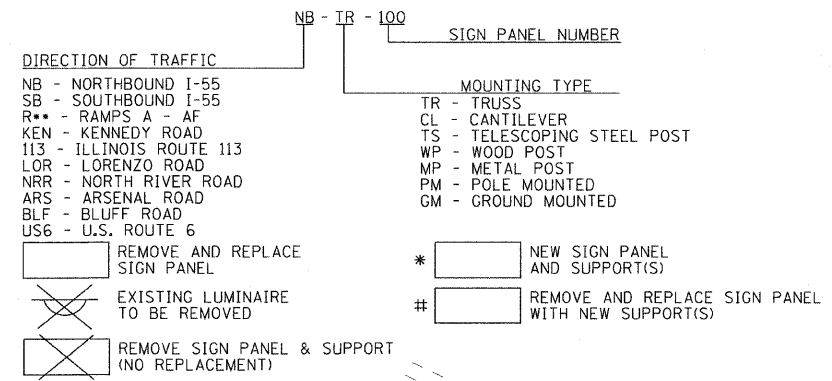 NB - TR - 100
SIGN PANEL NUMBER
DIRECTION OF TRAFFIC
NB - NORTHBOUND I-55
SB - SOUTHBOUND I-55
R** - RAMPS A - AF
KEN - KENNEDY ROAD
113 - ILLINOIS ROUTE 113
LOR - LORENZO ROAD
NRR - NORTH RIVER ROAD
ARS - ARSENAL ROAD
BLF - BLUFF ROAD
US6 - U.S. ROUTE 6
MOUNTING TYPE
TR - TRUSS
CL - CANTILEVER
TS - TELESCOPING STEEL POST
WP - WOOD POST
MP - METAL POST
PM - POLE MOUNTED
GM - GROUND MOUNTED
REMOVE AND REPLACE
SIGN PANEL
EXISTING LUMINAIRE
TO BE REMOVED
REMOVE SIGN PANEL & SUPPORT
(NO REPLACEMENT)
* NEW SIGN PANEL
AND SUPPORT(S)
# REMOVE AND REPLACE SIGN PANEL
WITH NEW SUPPORT(S)